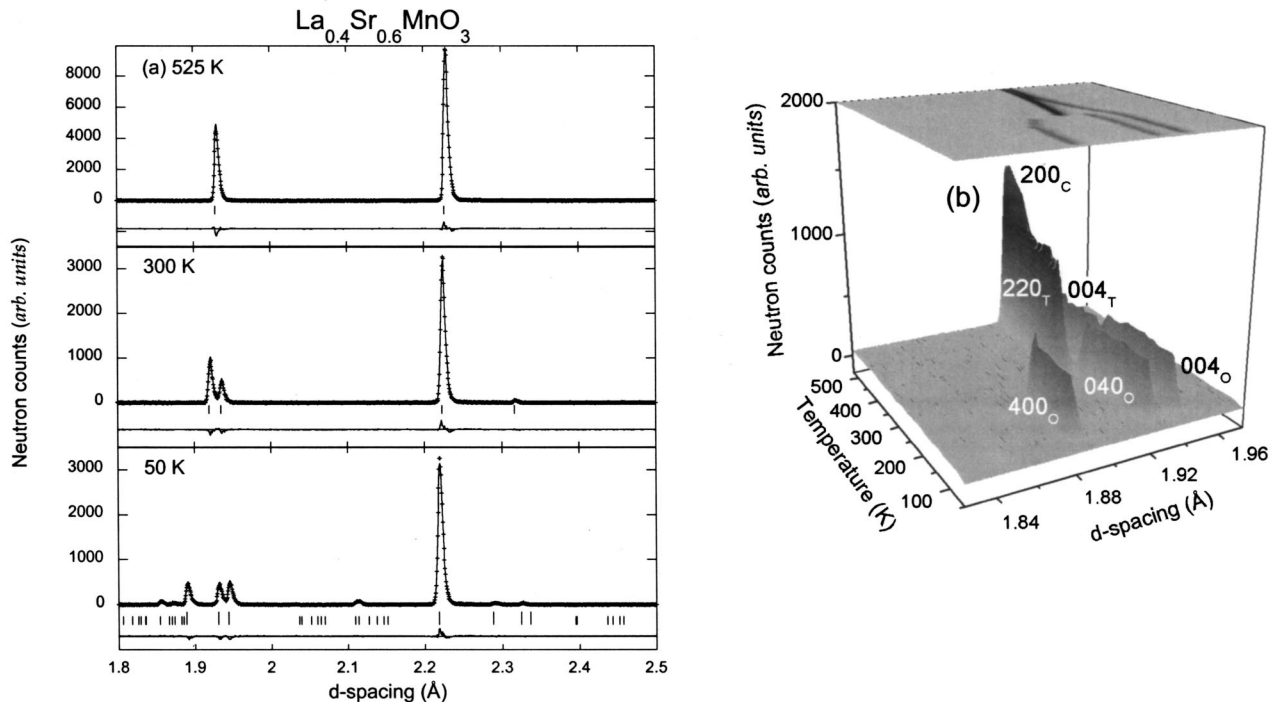 La0.4Sr0.6MnO3
(a) 525 K
8000
6000
4000
2000
0
300 K
3000
2000
1000
0
50 K
3000
2000
1000
0
Neutron counts (arb. units)
1.8 1.9 2 2.1 2.2 2.3 2.4 2.5
d-spacing (Å)
(b)
2000
1000
0
Neutron counts (arb. units)
200C
220T
004T
400O
040O
004O
500
400
300
200
100
Temperature (K)
1.84
1.88
1.92
1.96
d-spacing (Å)